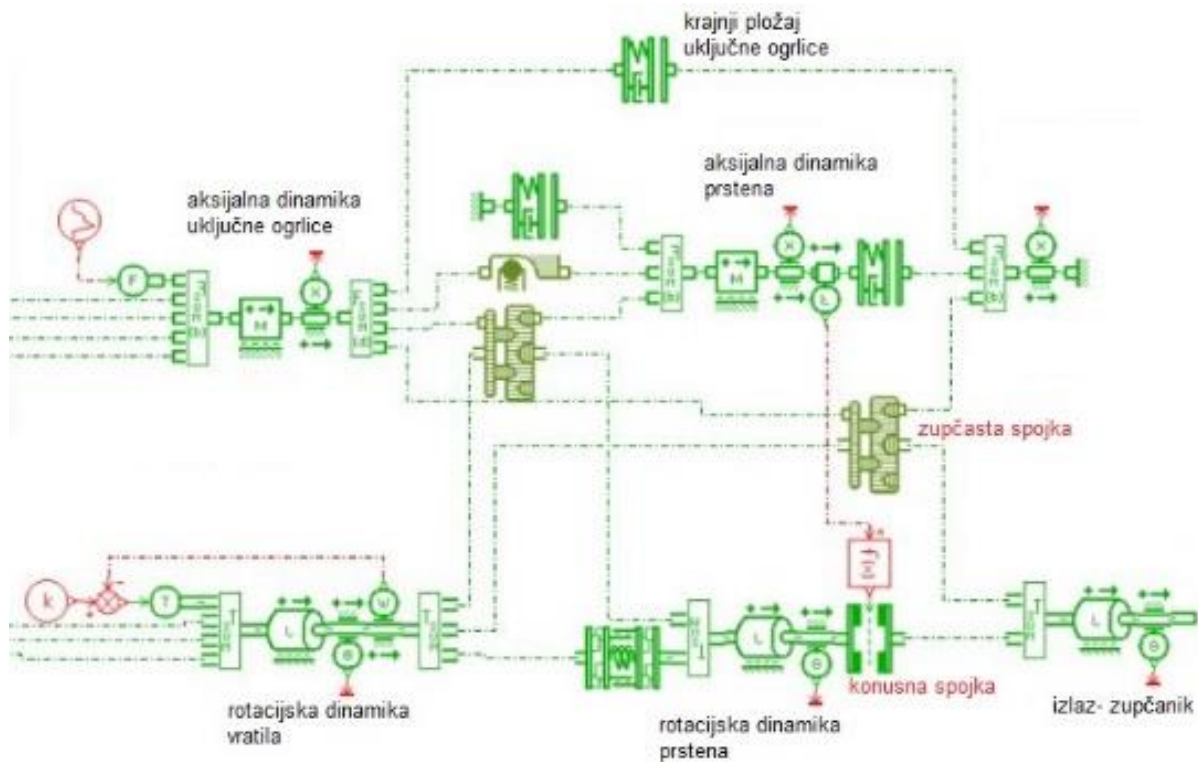 krajnji pložaj
uključne ogrlice
aksijalna dinamika
prstena
aksijalna dinamika
uključne ogrlice
F
X
X
M
M
X
L
zupčasta spojka
f(x)
k
T
W
L
L
L
θ
θ
θ
konusna spojka
rotacijska dinamika
vratila
rotacijska dinamika
prstena
izlaz- zupčanik